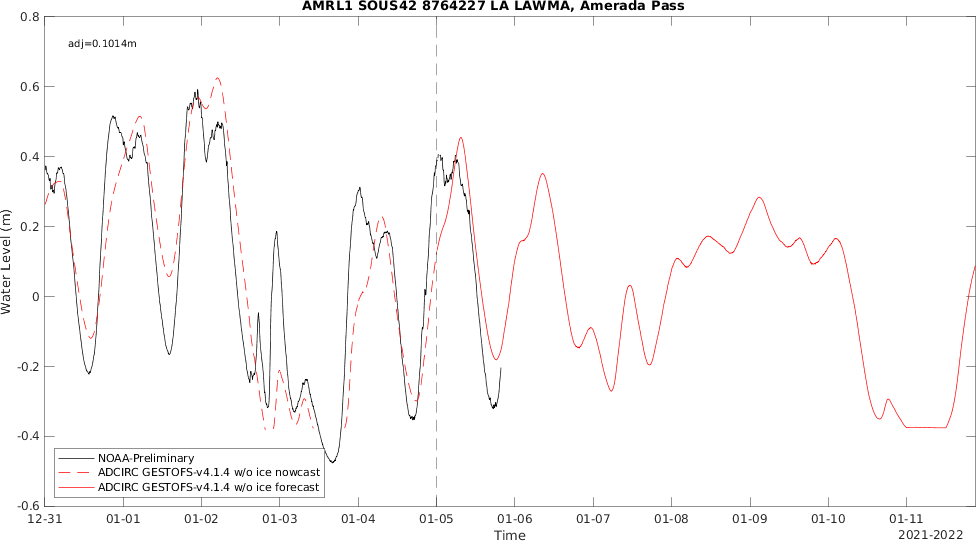 AMRL1 SOUS42 8764227 LA LAWMA, Amerada Pass
adj=0.1014m
0.8
0.6
0.4
0.2
0
-0.2
-0.4
-0.6
Water Level (m)
NOAA-Preliminary
ADCIRC GESTOFS-v4.1.4 w/o ice nowcast
ADCIRC GESTOFS-v4.1.4 w/o ice forecast
12-31 01-01 01-02 01-03 01-04 01-05 01-06 01-07 01-08 01-09 01-10 01-11
Time
2021-2022